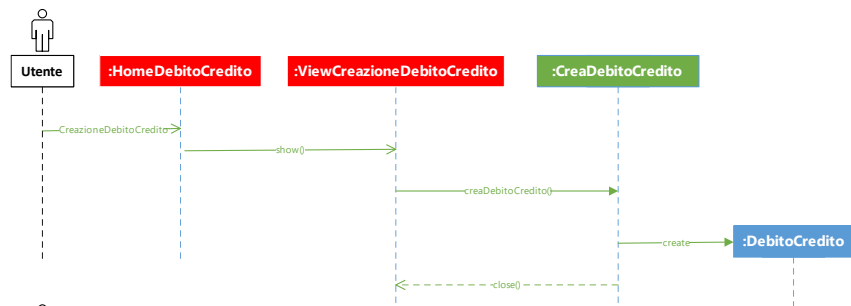 Utente
:HomeDebitoCredito
:ViewCreazioneDebitoCredito
:CreaDebitoCredito
CreazioneDebitoCredito
show()
creaDebitoCredito()
create
:DebitoCredito
close()